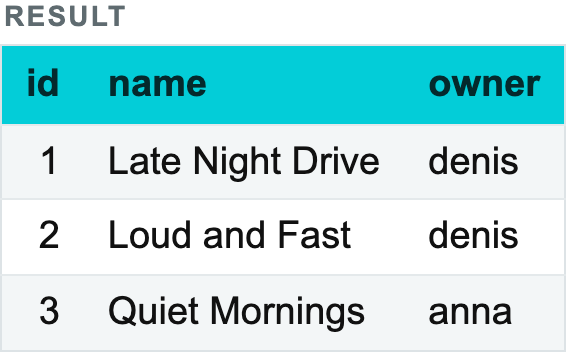 RESULT
id name owner
1 Late Night Drive denis
2 Loud and Fast denis
3 Quiet Mornings anna